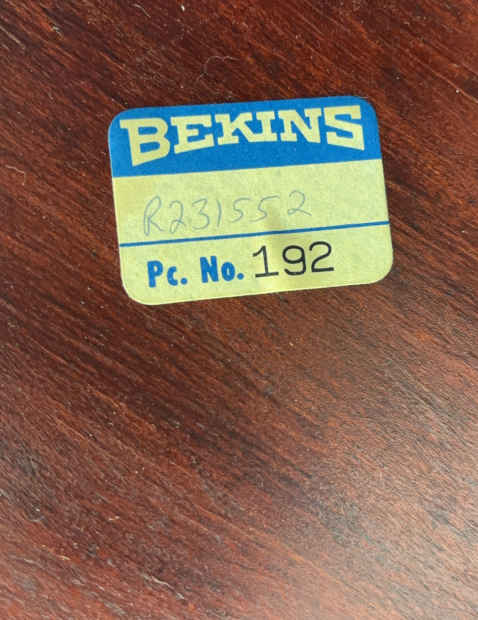 BEKINS
R231552
Pc. No. 192